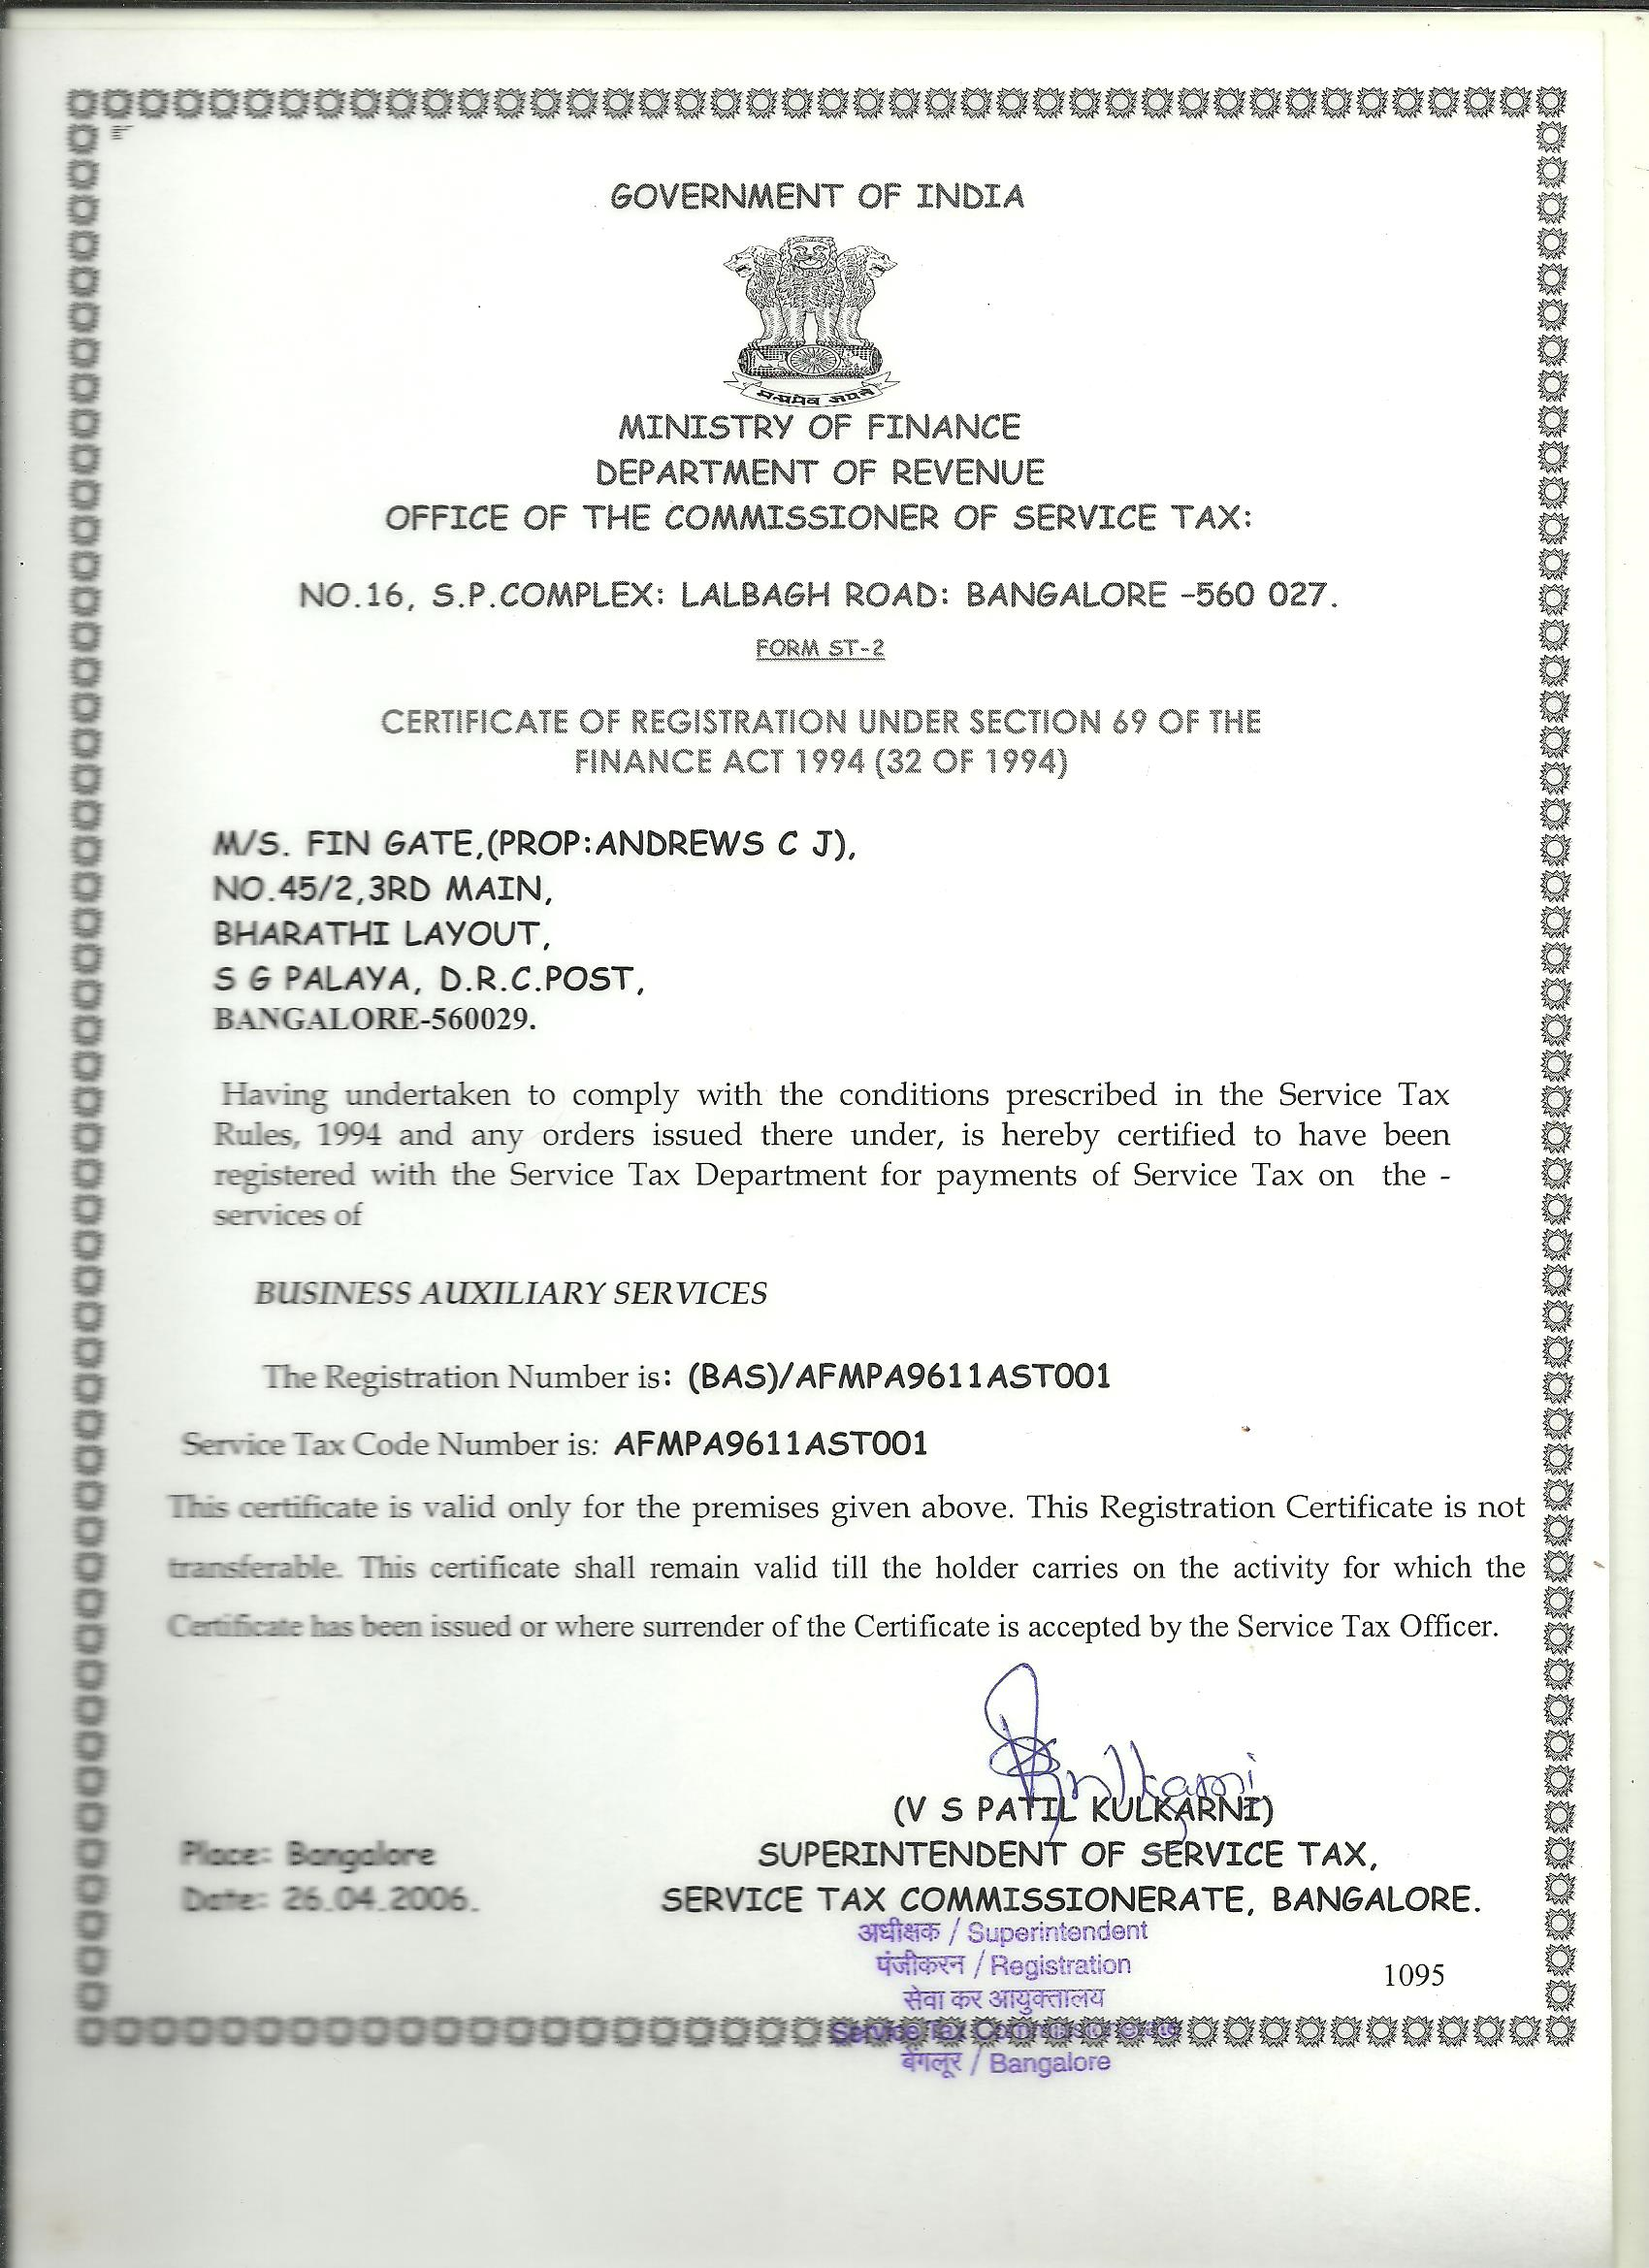 GOVERNMENT OF INDIA
सत्यमेव जयते
MINISTRY OF FINANCE
DEPARTMENT OF REVENUE
OFFICE OF THE COMMISSIONER OF SERVICE TAX:
NO.16, S.P.COMPLEX: LALBAGH ROAD: BANGALORE -560 027.
FORM ST-2
CERTIFICATE OF REGISTRATION UNDER SECTION 69 OF THE
FINANCE ACT 1994 (32 OF 1994)
M/S. FIN GATE,(PROP:ANDREWS C J),
NO.45/2,3RD MAIN,
BHARATHI LAYOUT,
S G PALAYA, D.R.C.POST,
BANGALORE-560029.
Having undertaken to comply with the conditions prescribed in the Service Tax
Rules, 1994 and any orders issued there under, is hereby certified to have been
registered with the Service Tax Department for payments of Service Tax on the -
services of
BUSINESS AUXILIARY SERVICES
The Registration Number is: (BAS)/AFMPA9611AST001
Service Tax Code Number is: AFMPA9611AST001
This certificate is valid only for the premises given above. This Registration Certificate is not
transferable. This certificate shall remain valid till the holder carries on the activity for which the
Certificate has been issued or where surrender of the Certificate is accepted by the Service Tax Officer.
(V S PATIL KULKARNI)
Place: Bangalore SUPERINTENDENT OF SERVICE TAX,
Date: 26.04.2006. SERVICE TAX COMMISSIONERATE, BANGALORE.
अधीक्षक / Superintendent
पंजीकरन / Registration
1095
सेवा कर आयुक्तालय
Service Tax Commissionerate
बेंगलूर / Bangalore